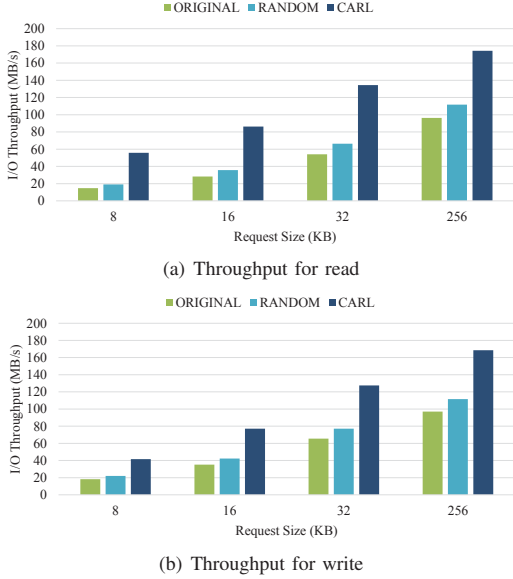 ORIGINAL RANDOM CARL
200
180
160
140
120
100
80
60
40
20
0
I/O Throughput (MB/s)
8 16 32 256
Request Size (KB)
(a) Throughput for read
ORIGINAL RANDOM CARL
200
180
160
140
120
100
80
60
40
20
0
I/O Throughput (MB/s)
8 16 32 256
Request Size (KB)
(b) Throughput for write